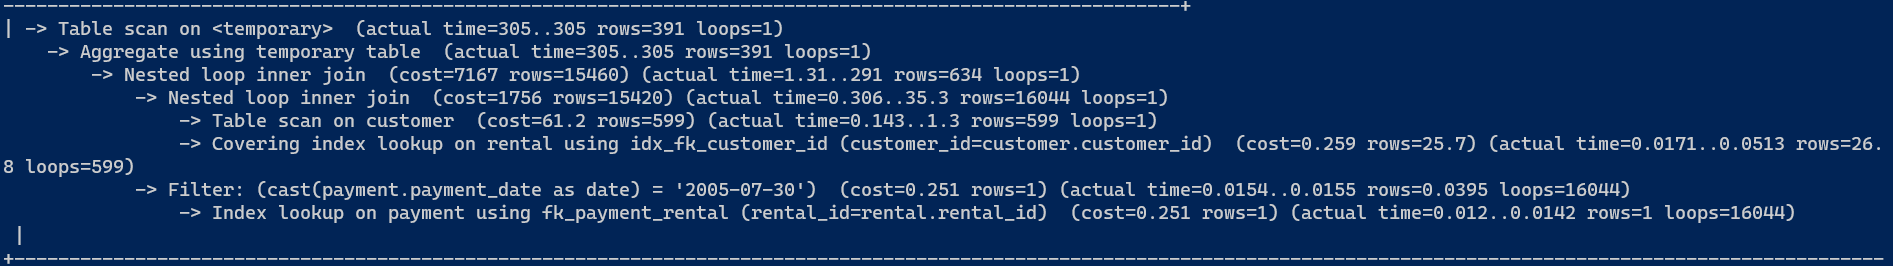 ------------------------------------------------------------------------------------------------------------+
| -> Table scan on <temporary>  (actual time=305..305 rows=391 loops=1)
    -> Aggregate using temporary table  (actual time=305..305 rows=391 loops=1)
        -> Nested loop inner join  (cost=7167 rows=15460) (actual time=1.31..291 rows=634 loops=1)
            -> Nested loop inner join  (cost=1756 rows=15420) (actual time=0.306..35.3 rows=16044 loops=1)
                -> Table scan on customer  (cost=61.2 rows=599) (actual time=0.143..1.3 rows=599 loops=1)
                -> Covering index lookup on rental using idx_fk_customer_id (customer_id=customer.customer_id)  (cost=0.259 rows=25.7) (actual time=0.0171..0.0513 rows=26.
8 loops=599)
            -> Filter: (cast(payment.payment_date as date) = '2005-07-30')  (cost=0.251 rows=1) (actual time=0.0154..0.0155 rows=0.0395 loops=16044)
                -> Index lookup on payment using fk_payment_rental (rental_id=rental.rental_id)  (cost=0.251 rows=1) (actual time=0.012..0.0142 rows=1 loops=16044)
 |
+----------------------------------------------------------------------------------------------------------------------------------------------------------------------------